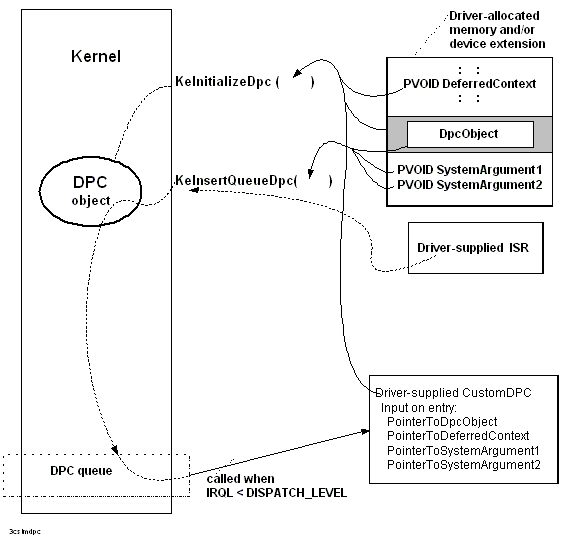 Driver-allocated
memory and/or
device extension
Kernel
KeInitializeDpc (          )
: :
PVOID DeferredContext
: :
DpcObject
DPC
object
KeInsertQueueDpc(          )
PVOID SystemArgument1
PVOID SystemArgument2
Driver-supplied ISR
Driver-supplied CustomDPC
Input on entry:
PointerToDpcObject
PointerToDeferredContext
PointerToSystemArgument1
PointerToSystemArgument2
DPC queue
called when
IRQL < DISPATCH_LEVEL
3cstmdpc